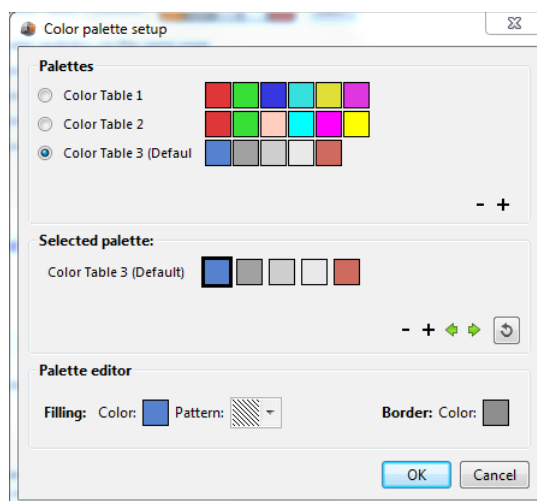 Color palette setup
Palettes
Color Table 1
Color Table 2
Color Table 3 (Defaul
- +
Selected palette:
Color Table 3 (Default)
- +
Palette editor
Filling: Color: Pattern: Border: Color:
OK Cancel